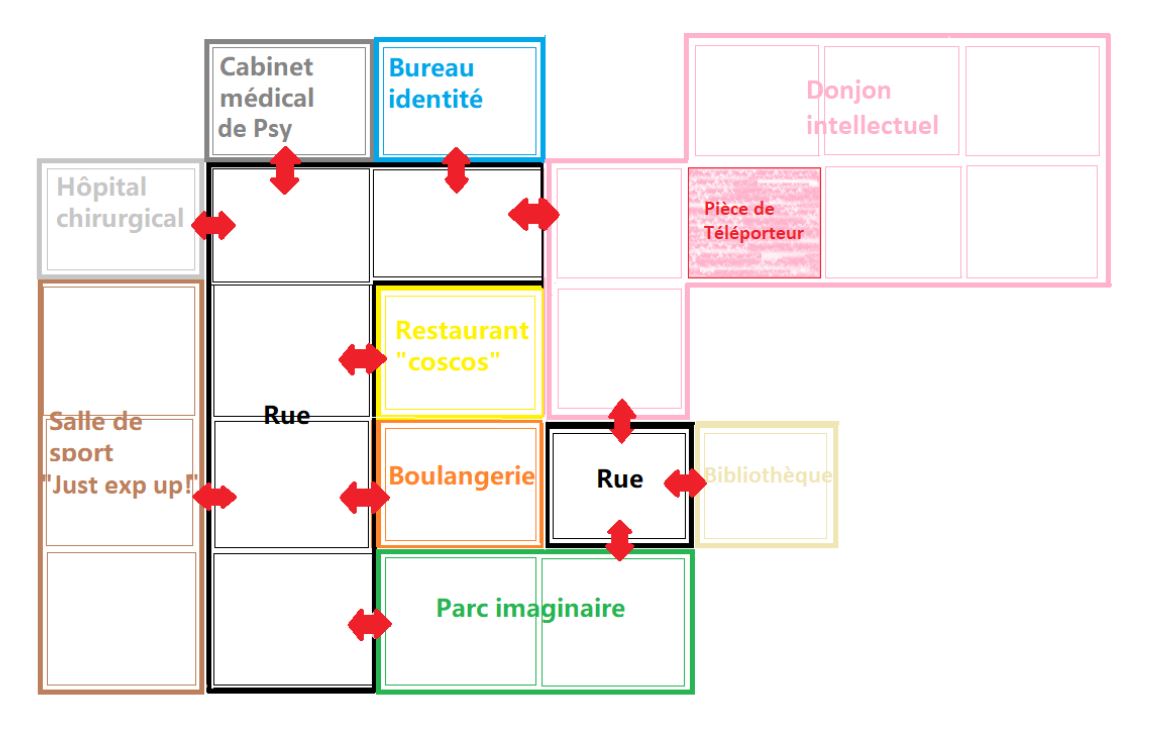 Cabinet
médical
de Psy
Bureau
identité
Donjon
intellectuel
Hôpital
chirurgical
Pièce de
Téléporteur
Restaurant
"coscos"
Rue
Salle de
sport
"Just exp up!"
Boulangerie
Rue
Bibliothèque
Parc imaginaire